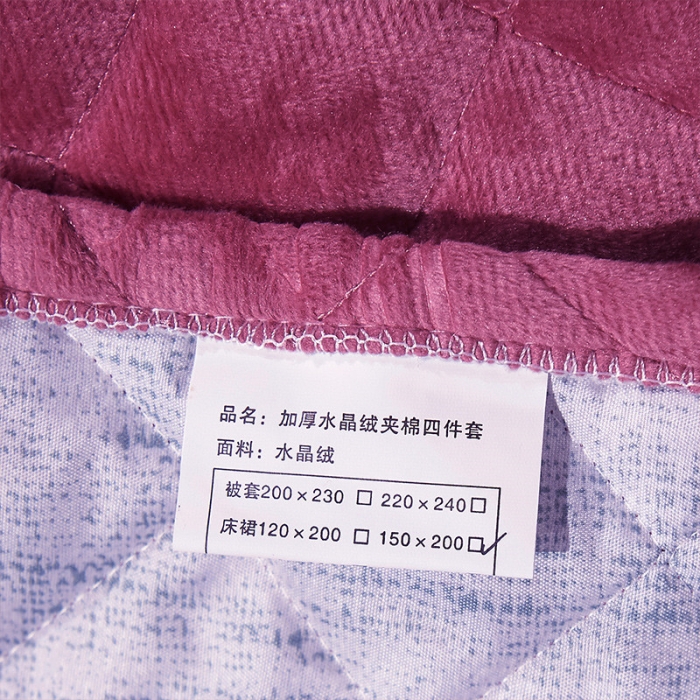 品名：加厚水晶绒夹棉四件套
面料：水晶绒
被套200×230 □ 220×240□
床裙120×200 □ 150×200☑